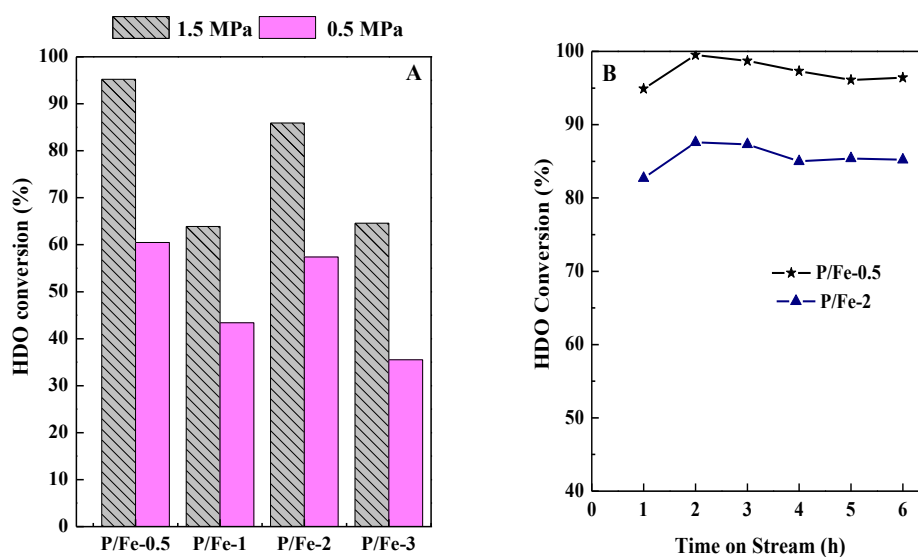 1.5 MPa 0.5 MPa
A
HDO conversion (%)
100
90
80
70
60
50
40
30
20
10
0
P/Fe-0.5 P/Fe-1 P/Fe-2 P/Fe-3
B
HDO Conversion (%)
100
90
80
70
60
50
40
P/Fe-0.5
P/Fe-2
0 1 2 3 4 5 6
Time on Stream (h)